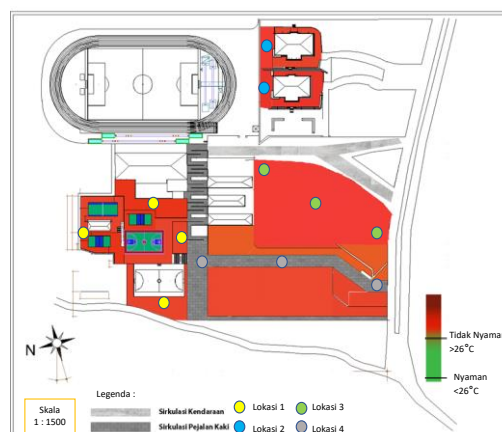 Tidak Nyaman
>26°C
Nyaman
<26°C
N
Skala
1 : 1500
Legenda :
Sirkulasi Kendaraan
Sirkulasi Pejalan Kaki
Lokasi 1
Lokasi 2
Lokasi 3
Lokasi 4